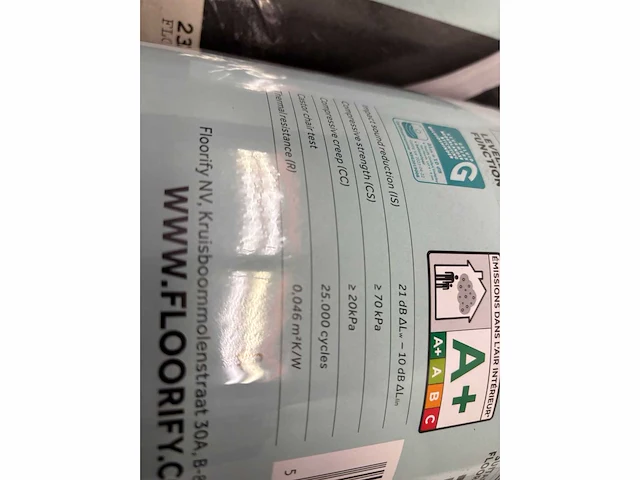 LEVEL
FUNCTION
G
ÉMISSIONS DANS L'AIR INTÉRIEUR*
A+
A+ A B C
Impact sound reduction (IS) 21 dB ΔLw – 10 dB ΔLlin
Compressive strength (CS) ≥ 70 kPa
Compressive creep (CC) ≥ 20kPa
Castor chair test 25.000 cycles
Thermal resistance (R) 0,046 m²K/W
Floorify NV, Kruisboommolenstraat 30A, B-8
WWW.FLOORIFY.C
5
23